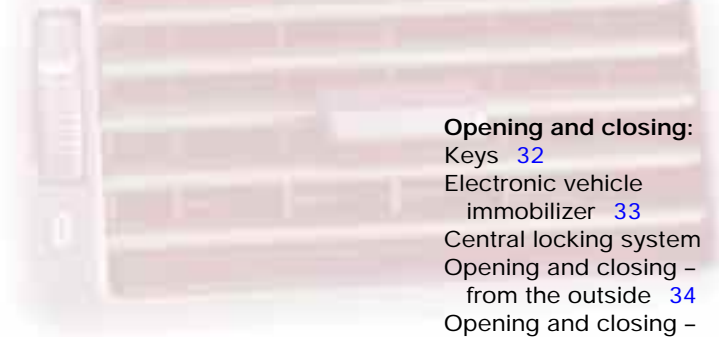 Opening and closing:
Keys 32
Electronic vehicle
immobilizer 33
Central locking system
Opening and closing –
from the outside 34
Opening and closing –